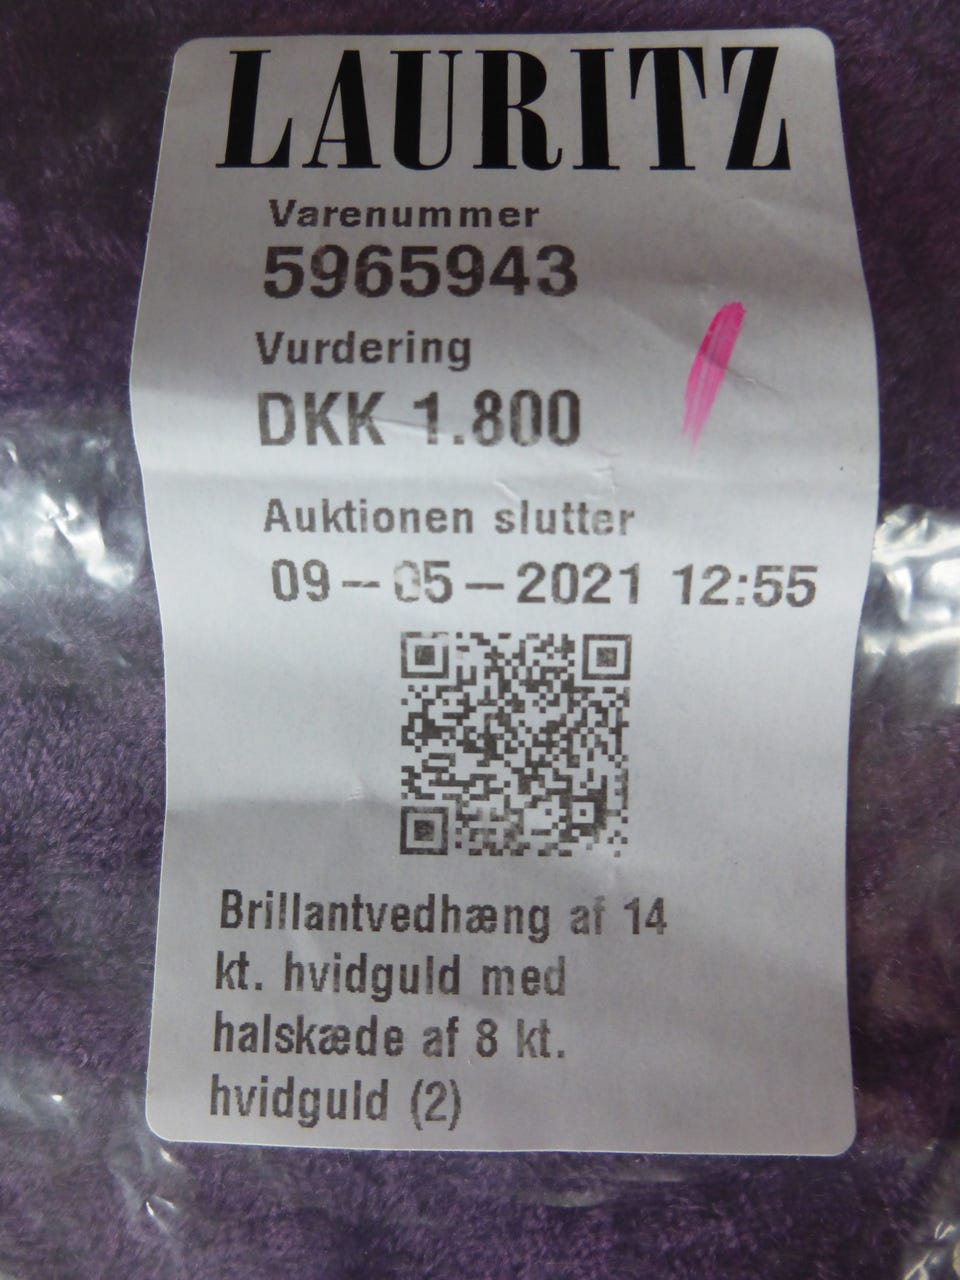 LAURITZ
Varenummer
5965943
Vurdering
DKK 1.800
Auktionen slutter
09-05-2021 12:55
Brillantvedhæng af 14
kt. hvidguld med
halskæde af 8 kt.
hvidguld (2)